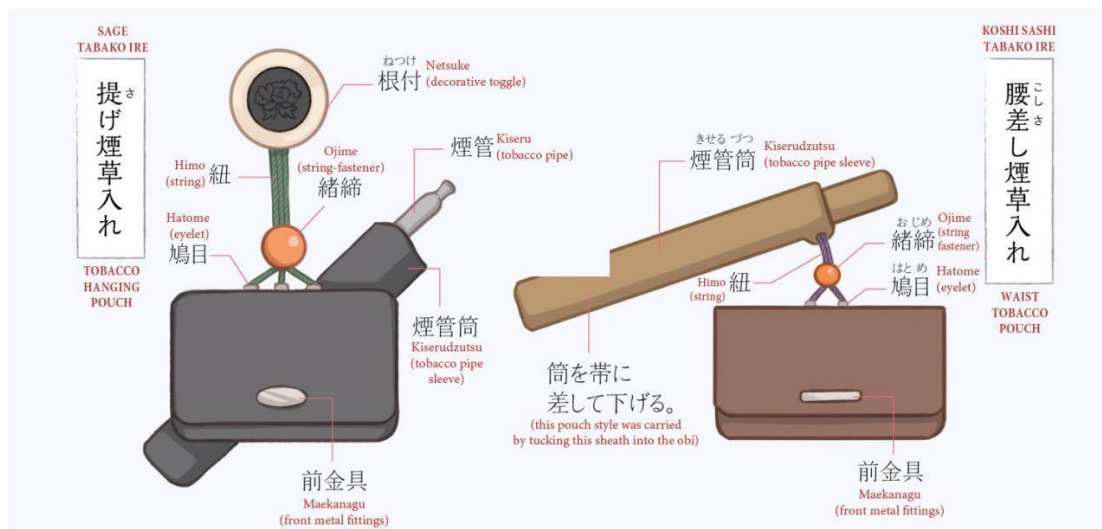 SAGE
TABAKO IRE
さ
提げ煙草入れ
TOBACCO
HANGING
POUCH
ねつけ
根付
Netsuke
(decorative toggle)
煙管
Kiseru
(tobacco pipe)
Ojime
(string-fastener)
緒締
Himo
(string)
紐
Hatome
(eyelet)
鳩目
煙管筒
Kiserudzutsu
(tobacco pipe
sleeve)
前金具
Maekanagu
(front metal fittings)
KOSHI SASHI
TABAKO IRE
こし さ
腰差し煙草入れ
WAIST
TOBACCO
POUCH
きせる づつ
煙管筒
Kiserudzutsu
(tobacco pipe sleeve)
おじめ
緒締
Ojime
(string
fastener)
Himo
(string)
紐
はとめ
鳩目
Hatome
(eyelet)
筒を帯に
差して下げる。
(this pouch style was carried
by tucking this sheath into the obi)
前金具
Maekanagu
(front metal fittings)